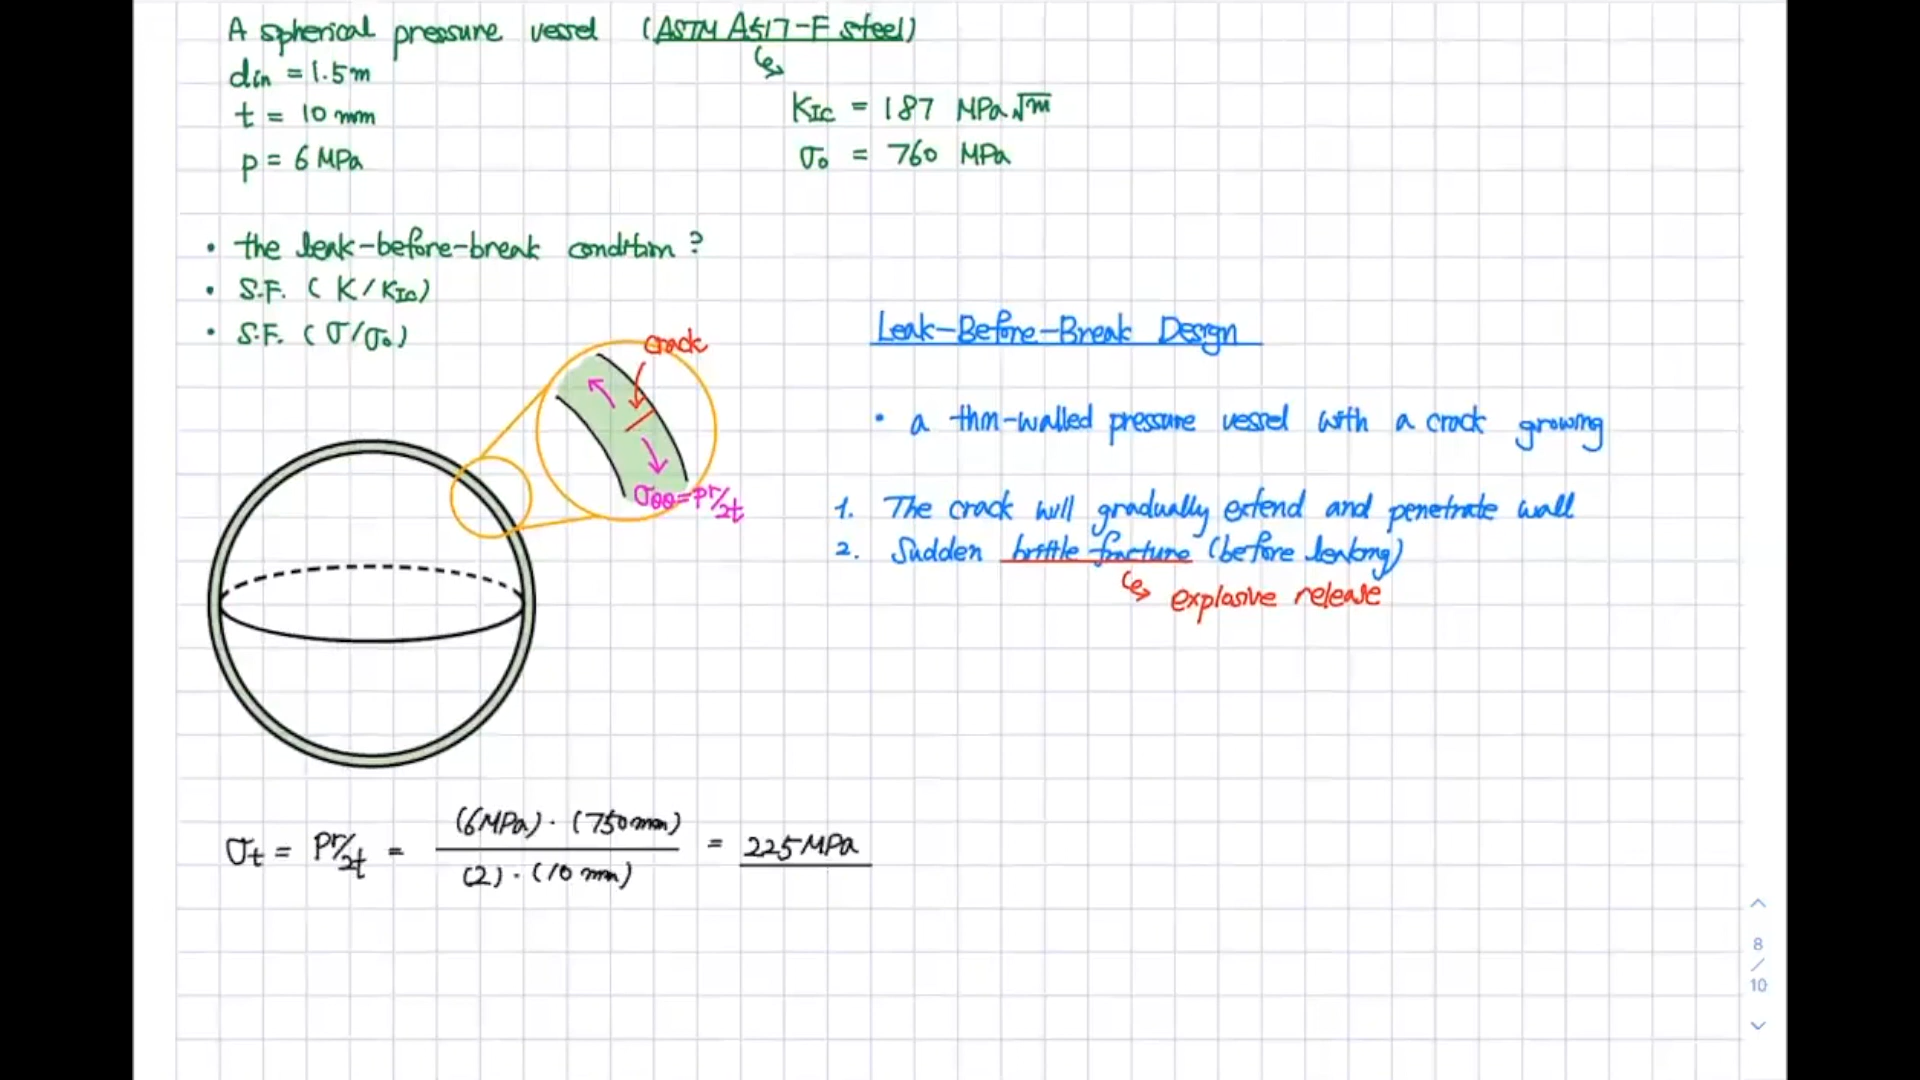 A spherical pressure vessel (ASTM A517-F steel)
din = 1.5m
t = 10 mm
p = 6 MPa
KIC = 187 MPa√m
σo = 760 MPa
• the leak-before-break condition?
• S.F. (K/KIC)
• S.F. (σ/σo)
crack
σθθ=pr/2t
Leak-Before-Break Design
• a thin-walled pressure vessel with a crack growing
1. The crack will gradually extend and penetrate wall
2. Sudden brittle fracture (before leaking)
explosive release
σt = Pr/2t = (6MPa)·(750mm) / (2)·(10 mm) = 225MPa
8
/
10